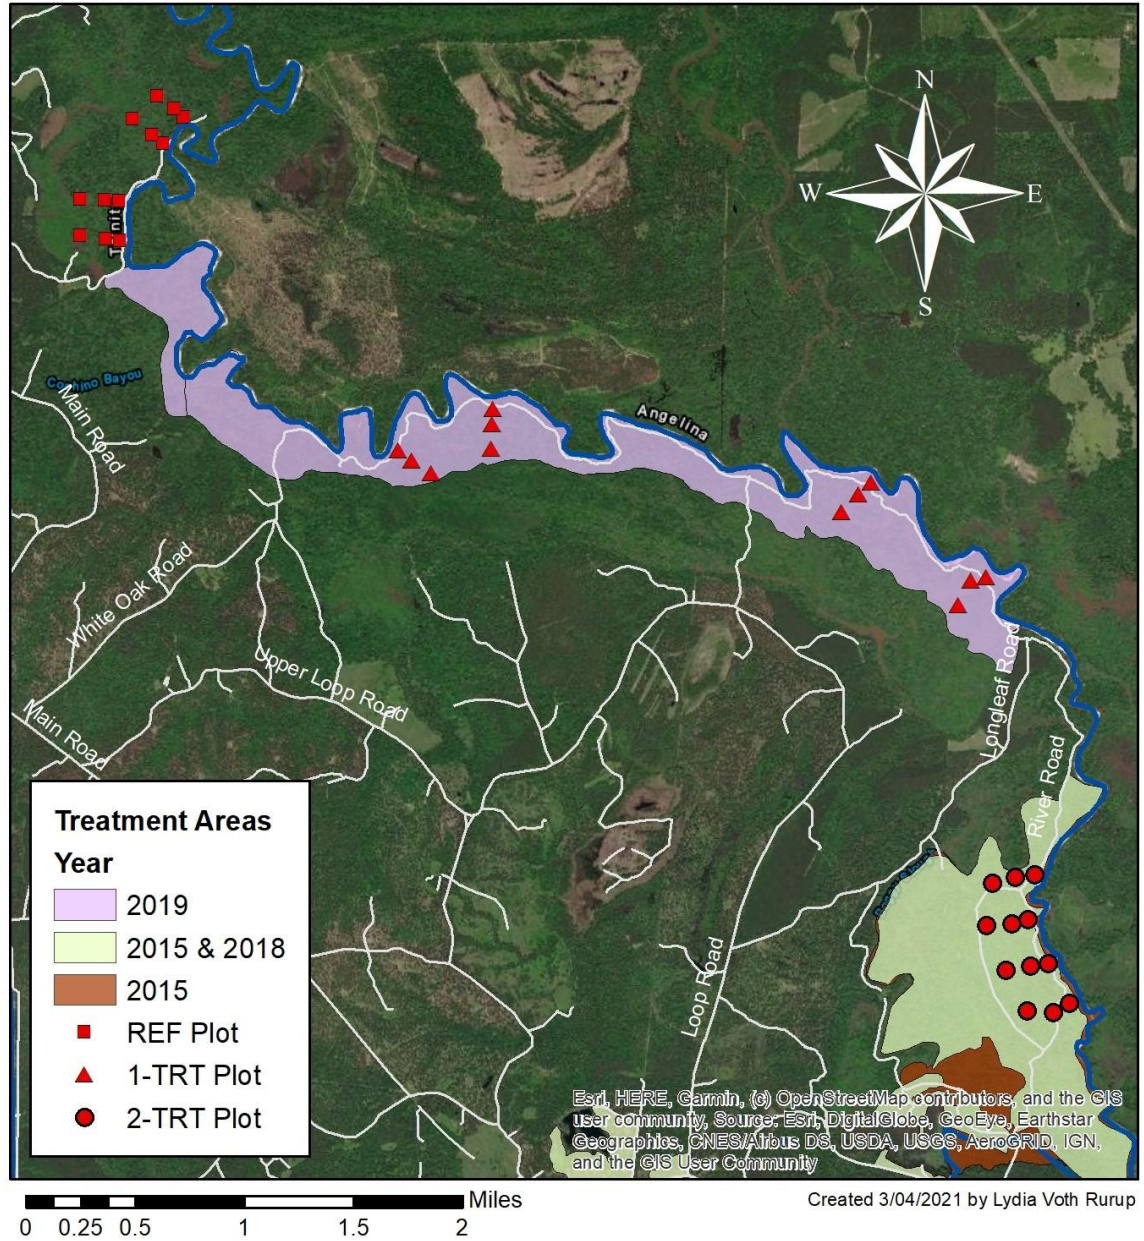 N
W
E
S
Cochino Bayou
Main Road
Angelina
White Oak Road
Upper Loop Road
Main Road
Longleaf Road
River Road
Loop Road
Treatment Areas
Year
2019
2015 & 2018
2015
REF Plot
1-TRT Plot
2-TRT Plot
Esri, HERE, Garmin, (c) OpenStreetMap contributors, and the GIS
user community, Source: Esri, DigitalGlobe, GeoEye, Earthstar
Geographics, CNES/Airbus DS, USDA, USGS, AeroGRID, IGN,
and the GIS User Community
Miles
0 0.25 0.5 1 1.5 2
Created 3/04/2021 by Lydia Voth Rurup